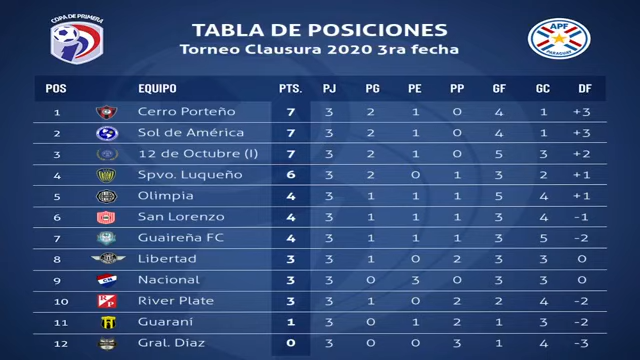 COPA DE PRIMERA
TABLA DE POSICIONES
Torneo Clausura 2020 3ra fecha
APF
PARAGUAY
POS EQUIPO PTS. PJ PG PE PP GF GC DF
1 Cerro Porteño 7 3 2 1 0 4 1 +3
2 Sol de América 7 3 2 1 0 4 1 +3
3 12 de Octubre (I) 7 3 2 1 0 5 3 +2
4 Spvo. Luqueño 6 3 2 0 1 3 2 +1
5 Olimpia 4 3 1 1 1 5 4 +1
6 San Lorenzo 4 3 1 1 1 3 4 -1
7 Guaireña FC 4 3 1 1 1 3 5 -2
8 Libertad 3 3 1 0 2 3 3 0
9 Nacional 3 3 0 3 0 3 3 0
10 River Plate 3 3 1 0 2 2 4 -2
11 Guaraní 1 3 0 1 2 1 3 -2
12 Gral. Díaz 0 3 0 0 3 1 4 -3